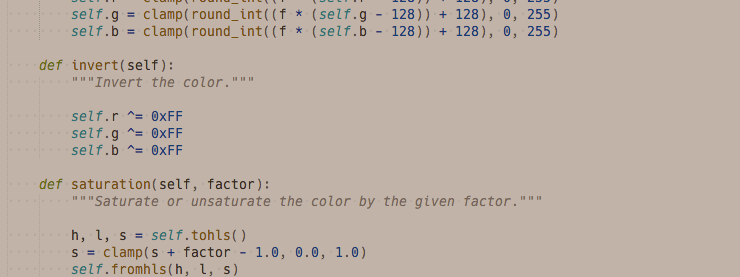 self.r = clamp(round_int((f * (self.r - 128)) + 128), 0, 255)
self.g = clamp(round_int((f * (self.g - 128)) + 128), 0, 255)
self.b = clamp(round_int((f * (self.b - 128)) + 128), 0, 255)
def invert(self):
"""Invert the color."""
self.r ^= 0xFF
self.g ^= 0xFF
self.b ^= 0xFF
def saturation(self, factor):
"""Saturate or unsaturate the color by the given factor."""
h, l, s = self.tohls()
s = clamp(s + factor - 1.0, 0.0, 1.0)
self.fromhls(h, l, s)